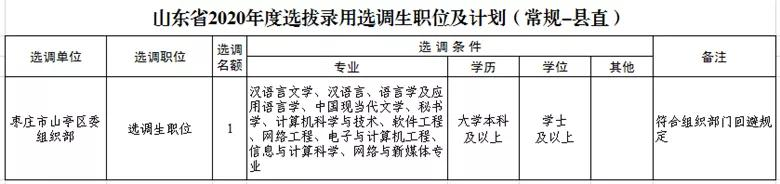 山东省2020年度选拔录用选调生职位及计划（常规-县直）
选调单位 选调职位 选调名额 选调条件 备注
专业 学历 学位 其他
枣庄市山亭区委
组织部
选调生职位
1
汉语言文学、汉语言、语言学及应
用语言学、中国现当代文学、秘书
学、计算机科学与技术、软件工程
、网络工程、电子与计算机工程、
信息与计算科学、网络与新媒体专
业
大学本科
及以上
学士
及以上
符合组织部门回避规
定